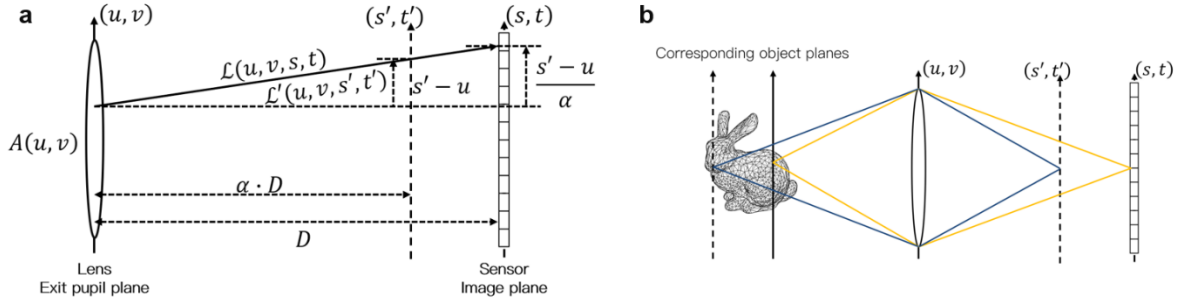 a
(u, v)
(s′, t′)
(s, t)
ℒ(u, v, s, t)
ℒ′(u, v, s′, t′)
s′ − u
s′ − u
α
A(u, v)
α · D
D
Lens
Exit pupil plane
Sensor
Image plane
b
Corresponding object planes
(u, v)
(s′, t′)
(s, t)